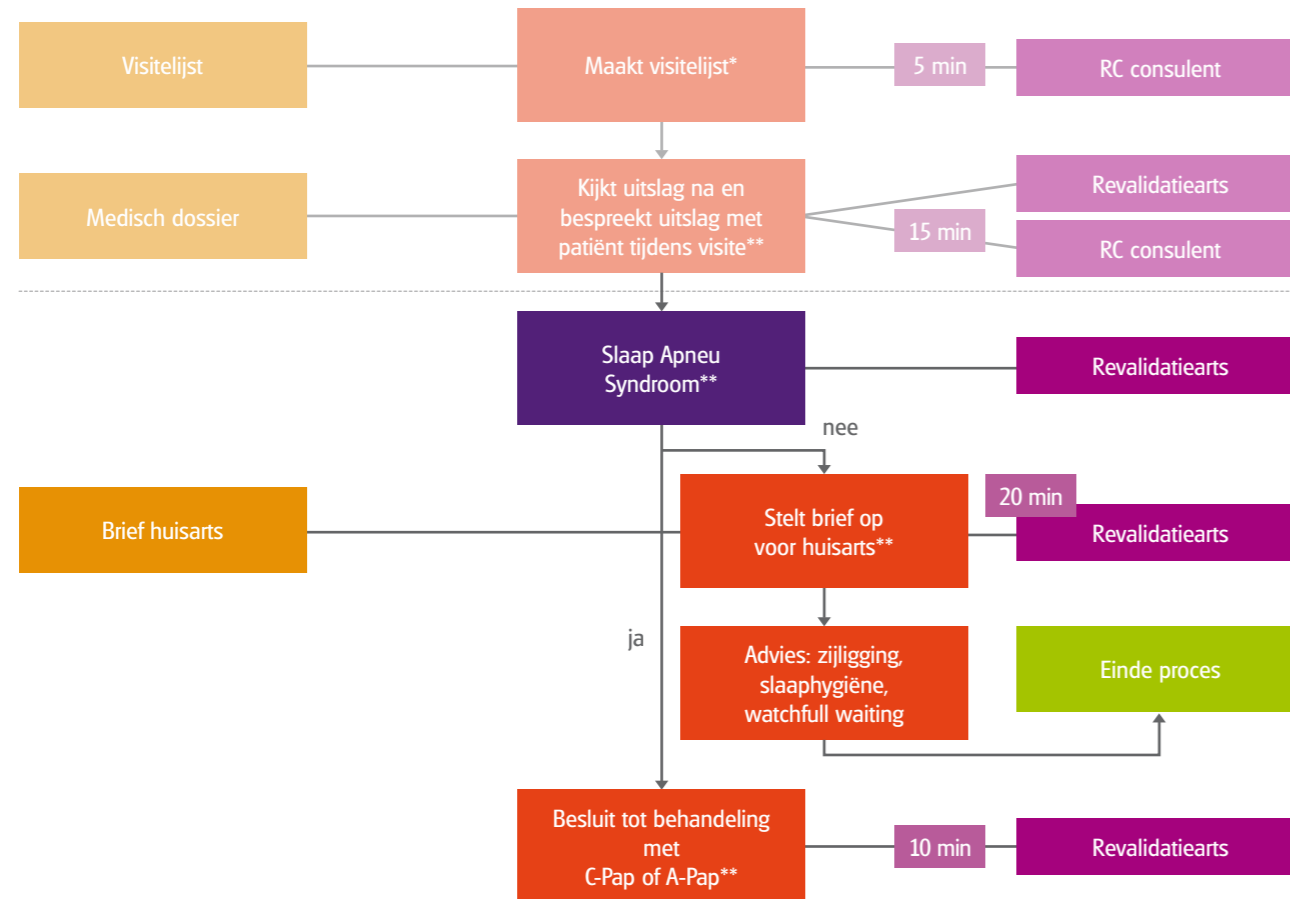 Visitelijst
Maakt visitelijst*
5 min
RC consulent
Medisch dossier
Kijkt uitslag na en
bespreekt uitslag met
patiënt tijdens visite**
Revalidatiearts
15 min
RC consulent
Slaap Apneu
Syndroom**
Revalidatiearts
nee
Brief huisarts
Stelt brief op
voor huisarts**
20 min
Revalidatiearts
ja
Advies: zijligging,
slaaphygiëne,
watchfull waiting
Einde proces
Besluit tot behandeling
met
C-Pap of A-Pap**
10 min
Revalidatiearts